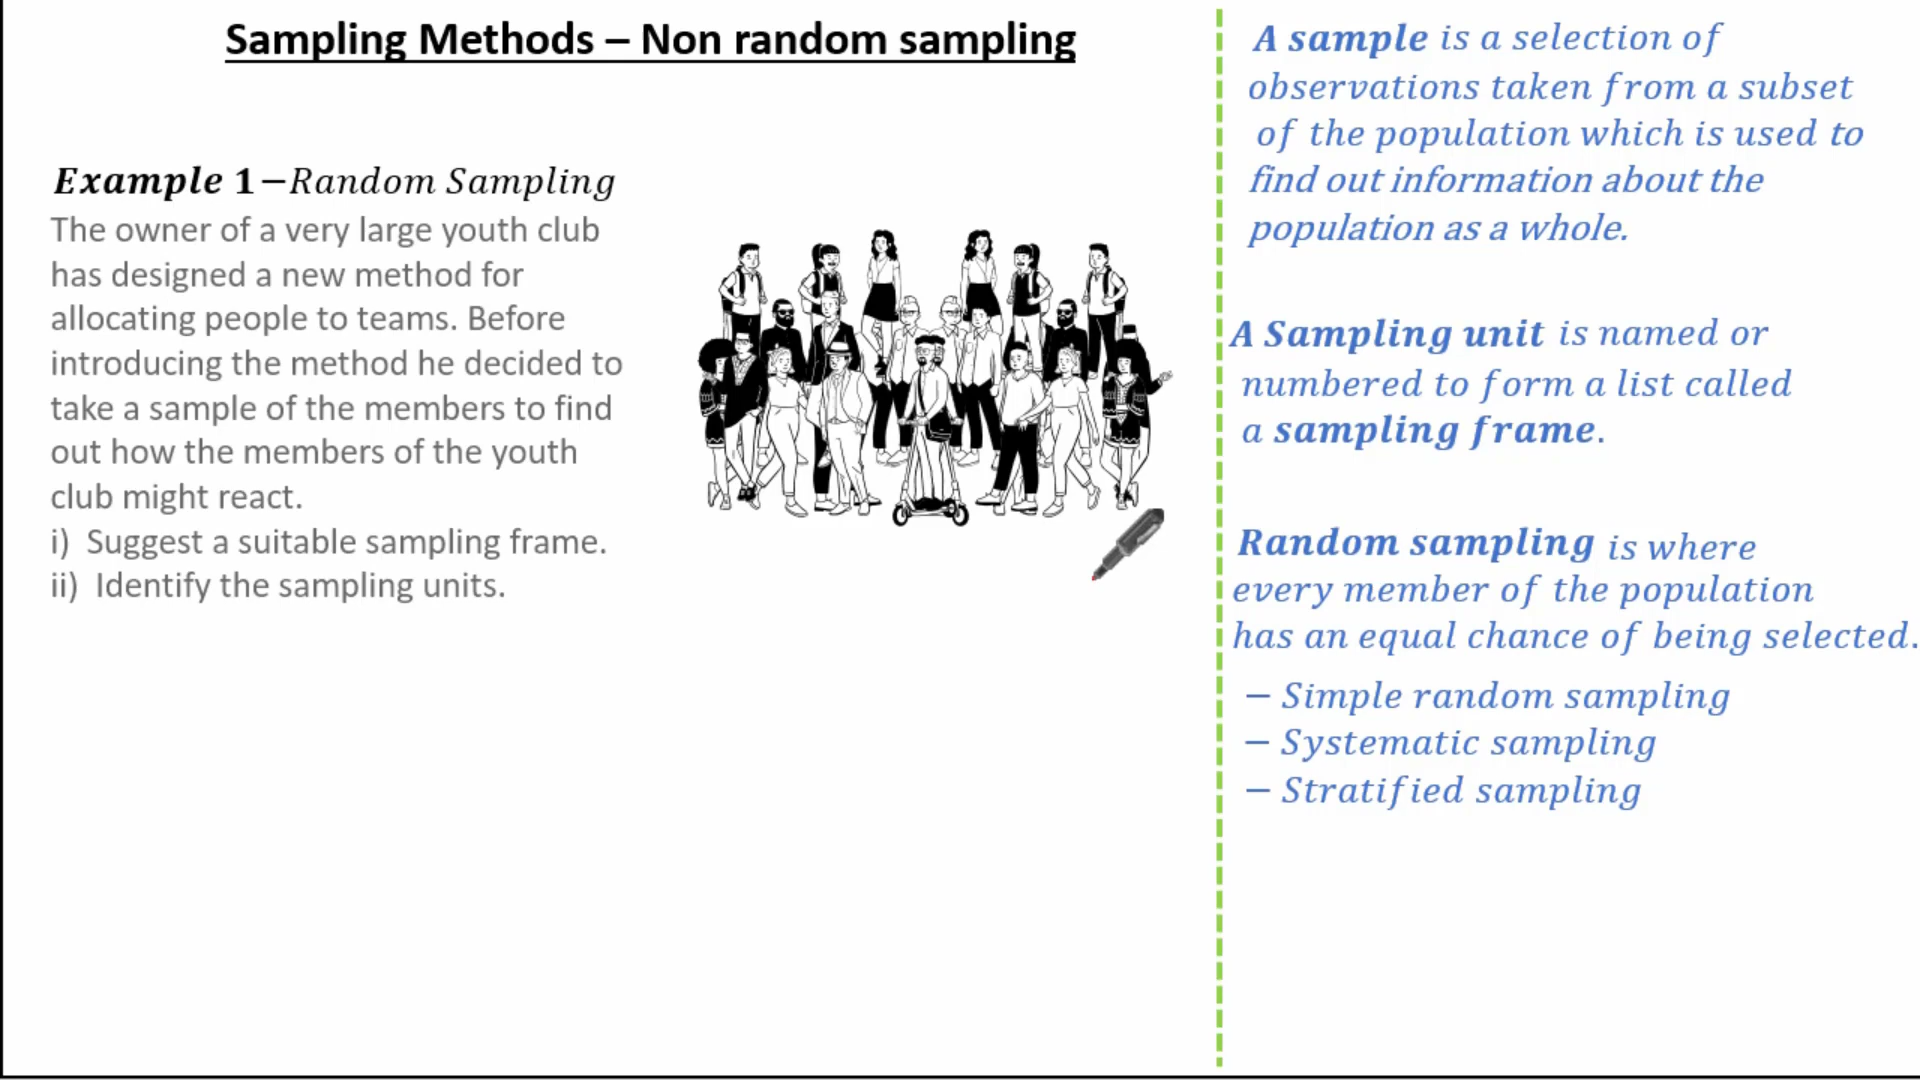 Sampling Methods – Non random sampling
Example 1–Random Sampling
The owner of a very large youth club
has designed a new method for
allocating people to teams. Before
introducing the method he decided to
take a sample of the members to find
out how the members of the youth
club might react.
i) Suggest a suitable sampling frame.
ii) Identify the sampling units.
A sample is a selection of
observations taken from a subset
of the population which is used to
find out information about the
population as a whole.
A Sampling unit is named or
numbered to form a list called
a sampling frame.
Random sampling is where
every member of the population
has an equal chance of being selected.
– Simple random sampling
– Systematic sampling
– Stratified sampling